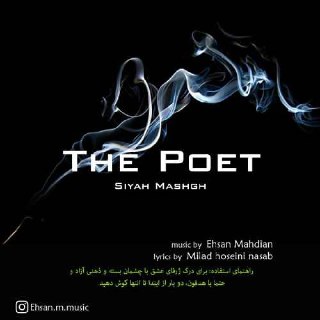 THE POET
SIYAH MASHGH
music by Ehsan Mahdian
lyrics by Milad hoseini nasab
راهنمای استفاده: برای درک ژرفای عشق با چشمان بسته و ذهنی آزاد و
حتما با هدفون، دو بار از ابتدا تا انتها گوش دهید
Ehsan.m.music